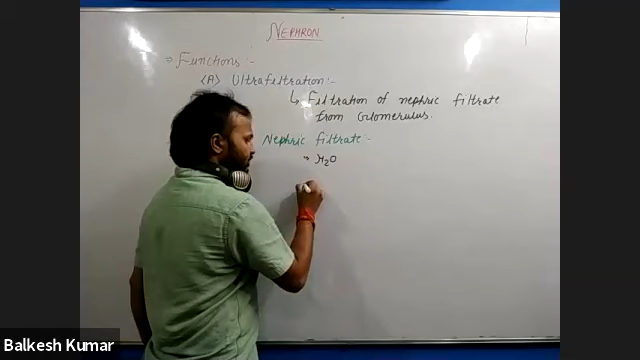 NEPHRON
⇒ Functions :-
(A) Ultrafiltration :-
↳ Filtration of nephric filtrate
from Glomerulus.
Nephric filtrate :-
⇒ H₂O
Balkesh Kumar